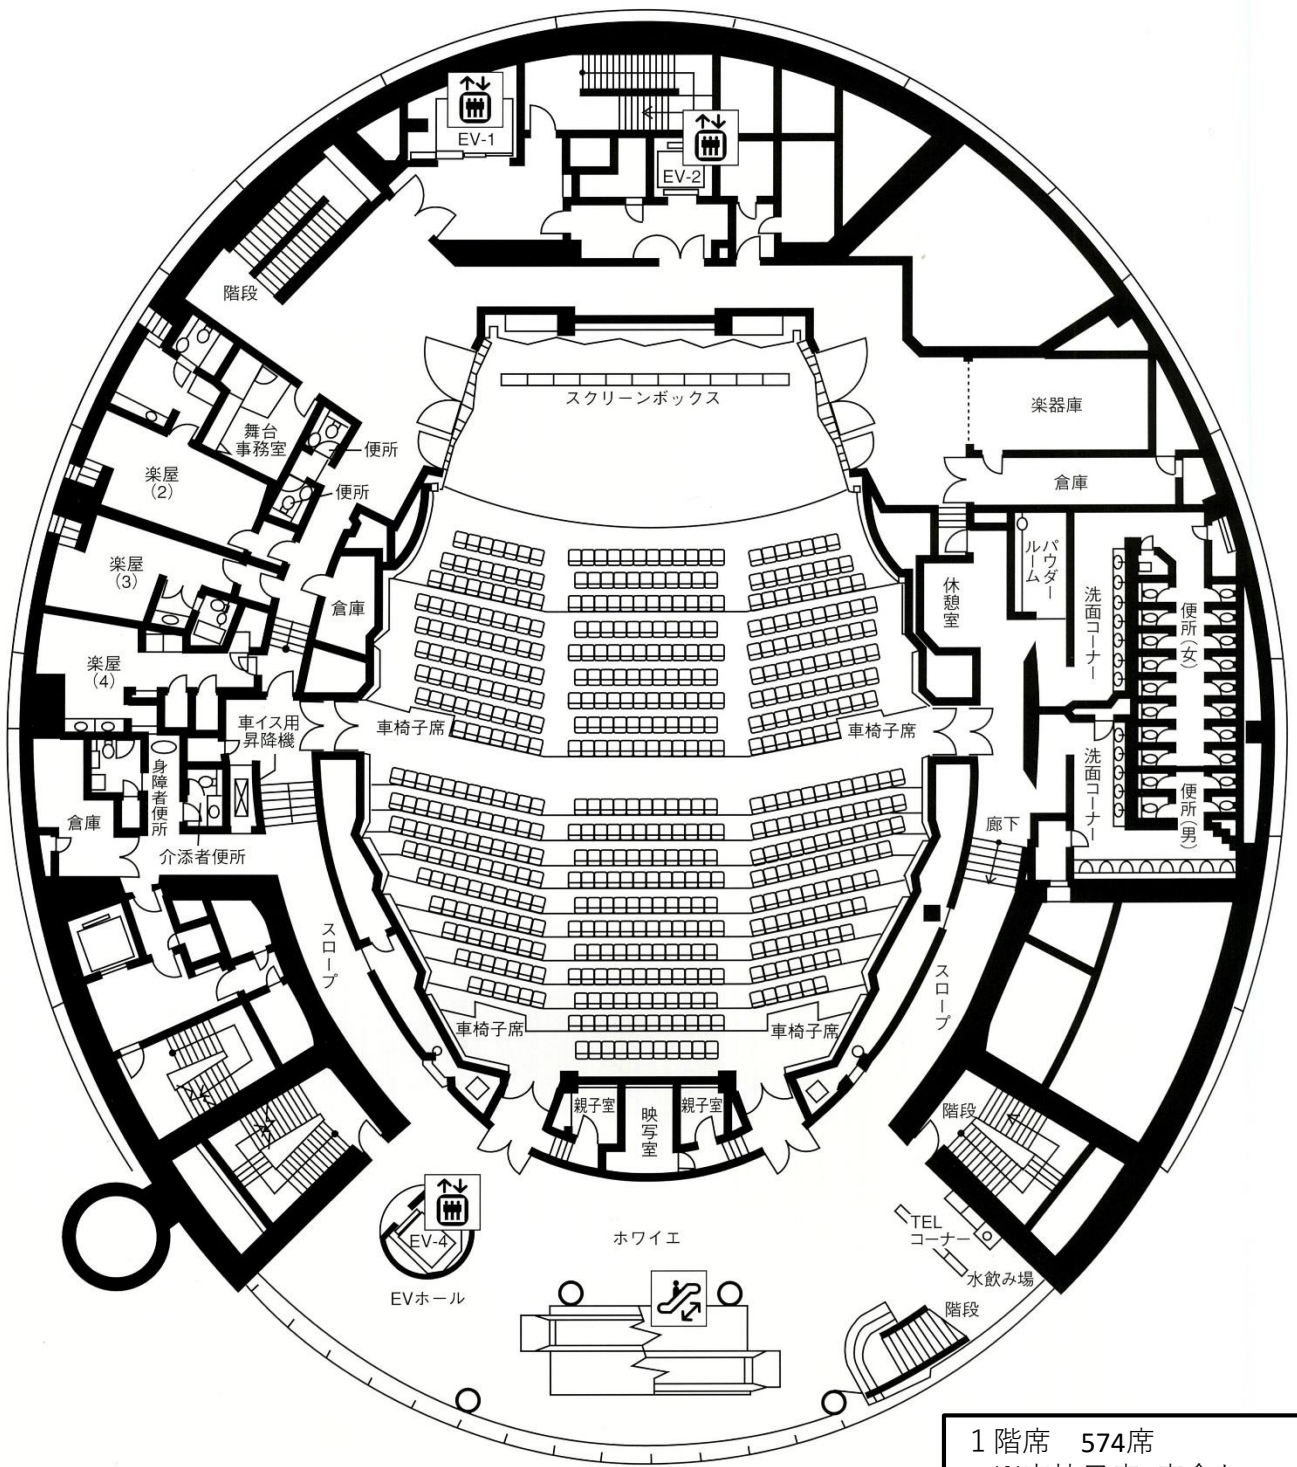 EV-1
EV-2
階段
スクリーンボックス
楽器庫
舞台
事務室
便所
倉庫
楽屋
(2)
便所
パウダー
ルーム
楽屋
(3)
休憩室
洗面コーナー
便所(女)
倉庫
楽屋
(4)
車イス用
昇降機
車椅子席
車椅子席
身障者便所
洗面コーナー
便所(男)
倉庫
廊下
介添者便所
スロープ
スロープ
車椅子席
車椅子席
親子室
映写室
親子室
階段
TEL
コーナー
EV-4
ホワイエ
水飲み場
EVホール
階段
1階席 574席